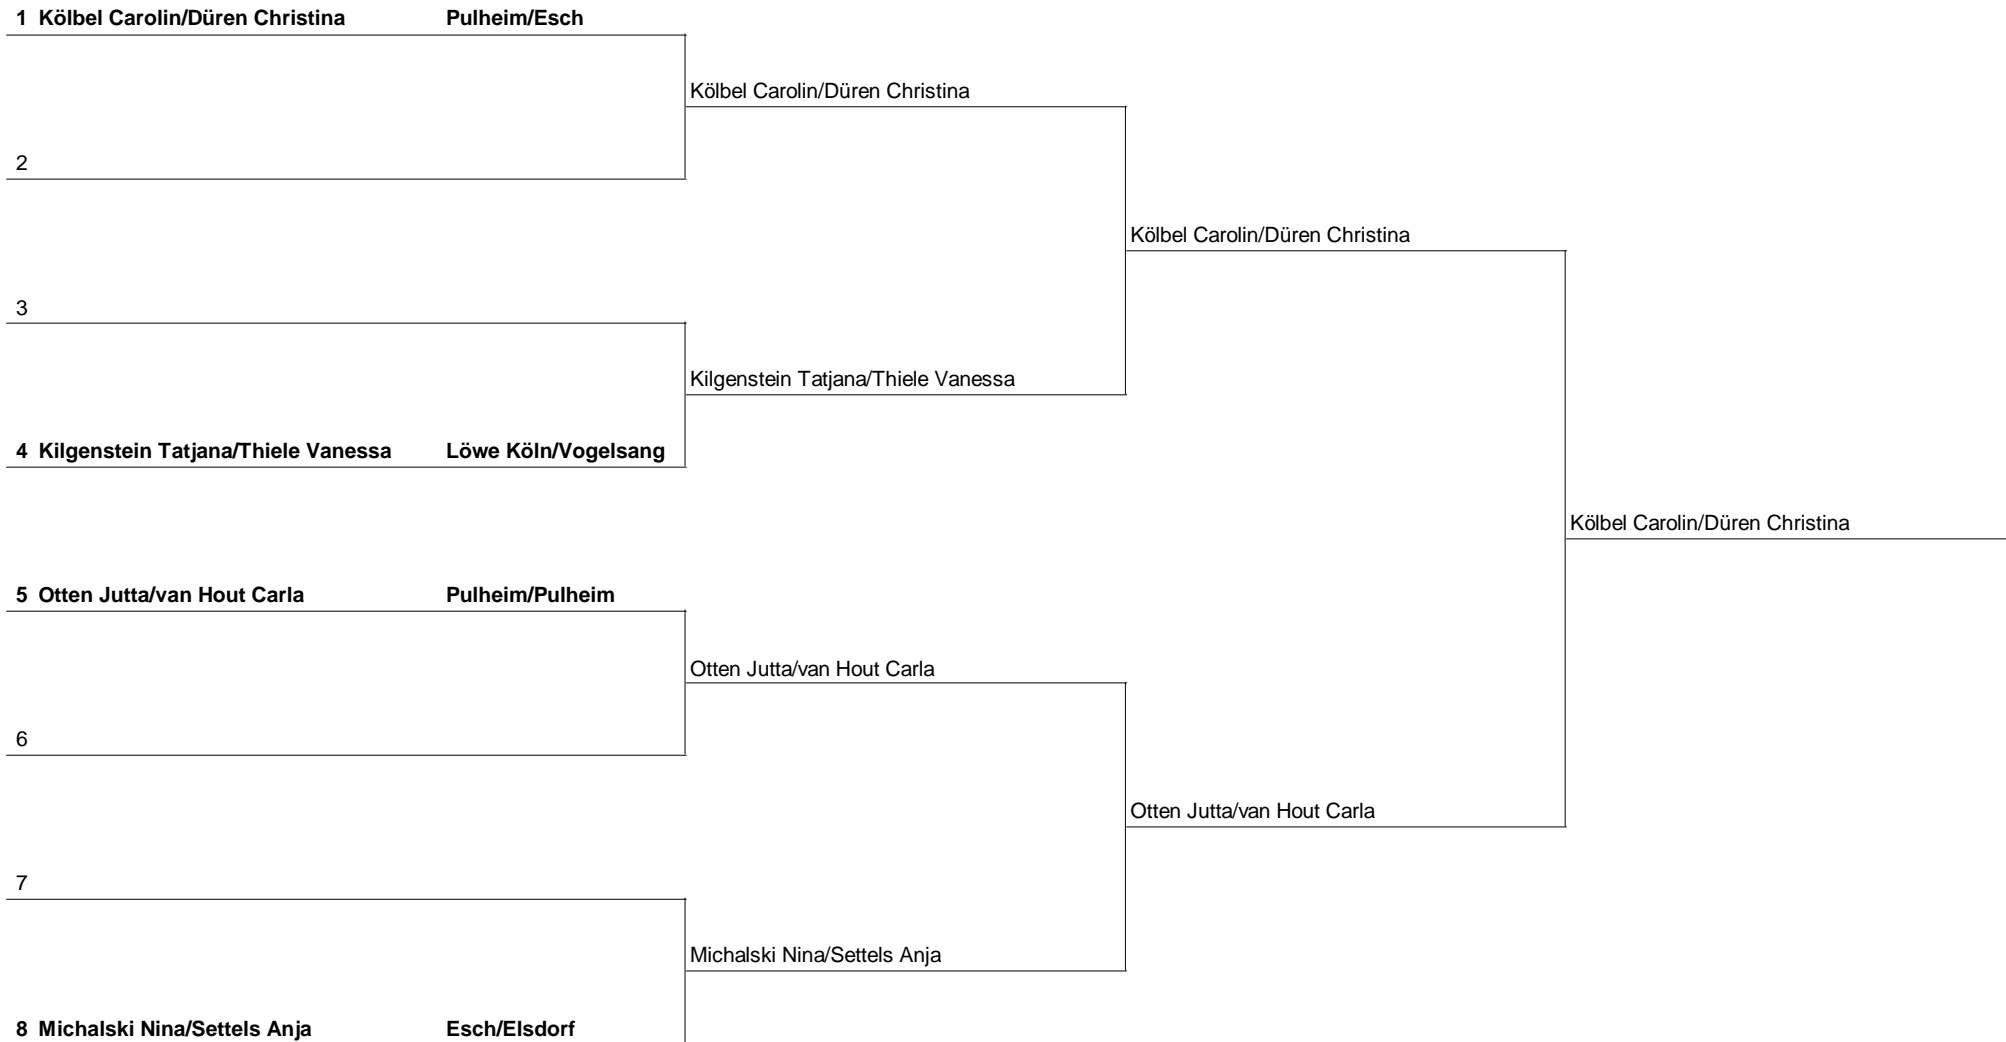 1 Kölbel Carolin/Düren Christina Pulheim/Esch
Kölbel Carolin/Düren Christina
2
Kölbel Carolin/Düren Christina
3
Kilgenstein Tatjana/Thiele Vanessa
4 Kilgenstein Tatjana/Thiele Vanessa Löwe Köln/Vogelsang
Kölbel Carolin/Düren Christina
5 Otten Jutta/van Hout Carla Pulheim/Pulheim
Otten Jutta/van Hout Carla
6
Otten Jutta/van Hout Carla
7
Michalski Nina/Settels Anja
8 Michalski Nina/Settels Anja Esch/Elsdorf